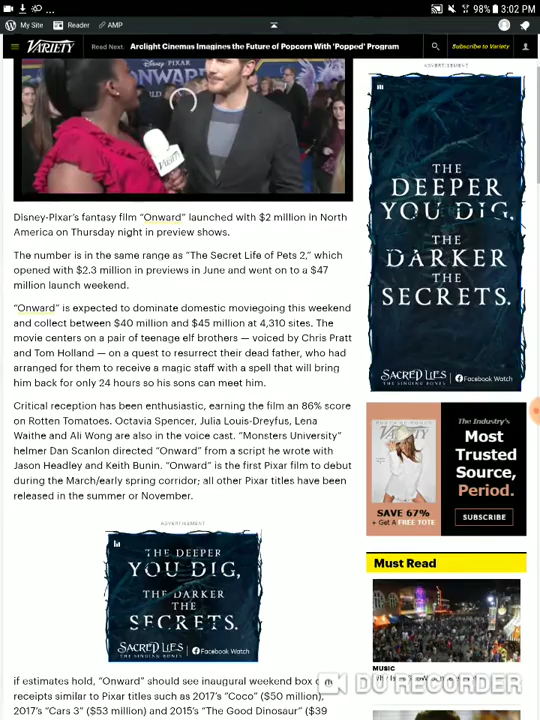 98% 3:02 PM
My Site Reader AMP
VARIETY Read Next: Arclight Cinemas Imagines the Future of Popcorn With 'Popped' Program Subscribe to Variety
ADVERTISEMENT
DISNEY PIXAR
ONWARD
VARIETY
Disney-Pixar's fantasy film "Onward" launched with $2 million in North
America on Thursday night in preview shows.
The number is in the same range as "The Secret Life of Pets 2," which
opened with $2.3 million in previews in June and went on to a $47
million launch weekend.
"Onward" is expected to dominate domestic moviegoing this weekend
and collect between $40 million and $45 million at 4,310 sites. The
movie centers on a pair of teenage elf brothers — voiced by Chris Pratt
and Tom Holland — on a quest to resurrect their dead father, who had
arranged for them to receive a magic staff with a spell that will bring
him back for only 24 hours so his sons can meet him.
Critical reception has been enthusiastic, earning the film an 86% score
on Rotten Tomatoes. Octavia Spencer, Julia Louis-Dreyfus, Lena
Waithe and Ali Wong are also in the voice cast. "Monsters University"
helmer Dan Scanlon directed "Onward" from a script he wrote with
Jason Headley and Keith Bunin. "Onward" is the first Pixar film to debut
during the March/early spring corridor; all other Pixar titles have been
released in the summer or November.
ADVERTISEMENT
THE DEEPER
YOU DIG,
THE DARKER
THE
SECRETS.
SACRED LIES
THE SINGING BONES
Facebook Watch
if estimates hold, "Onward" should see inaugural weekend box
receipts similar to Pixar titles such as 2017's "Coco" ($50 million),
2017's "Cars 3" ($53 million) and 2015's "The Good Dinosaur" ($39
THE
DEEPER
YOU DIG,
THE
DARKER
THE
SECRETS.
SACRED LIES
THE SINGING BONES
Facebook Watch
VARIETY
SAVE 67%
+ Get A FREE TOTE
The Industry's
Most
Trusted
Source,
Period.
SUBSCRIBE
Must Read
MUSIC
DU RECORDER